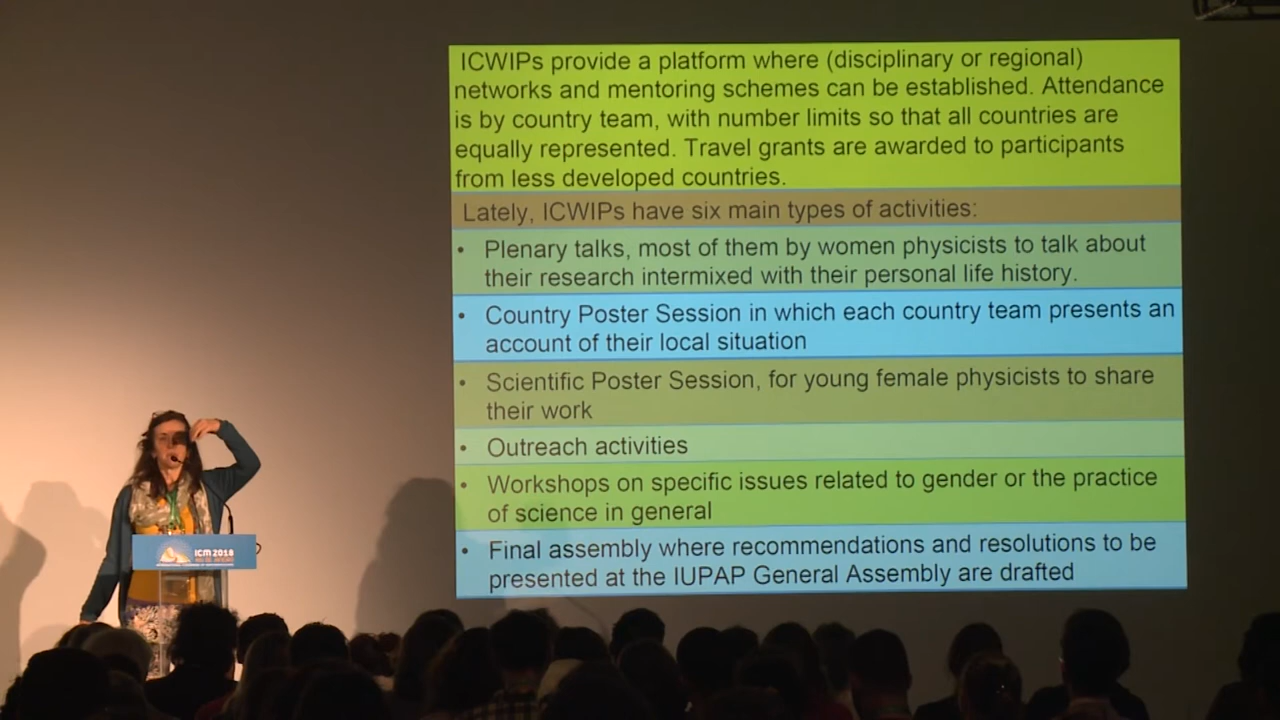 ICWIPs provide a platform where (disciplinary or regional)
networks and mentoring schemes can be established. Attendance
is by country team, with number limits so that all countries are
equally represented. Travel grants are awarded to participants
from less developed countries.
Lately, ICWIPs have six main types of activities:
• Plenary talks, most of them by women physicists to talk about
their research intermixed with their personal life history.
• Country Poster Session in which each country team presents an
account of their local situation
• Scientific Poster Session, for young female physicists to share
their work
• Outreach activities
• Workshops on specific issues related to gender or the practice
of science in general
• Final assembly where recommendations and resolutions to be
presented at the IUPAP General Assembly are drafted
ICM 2018